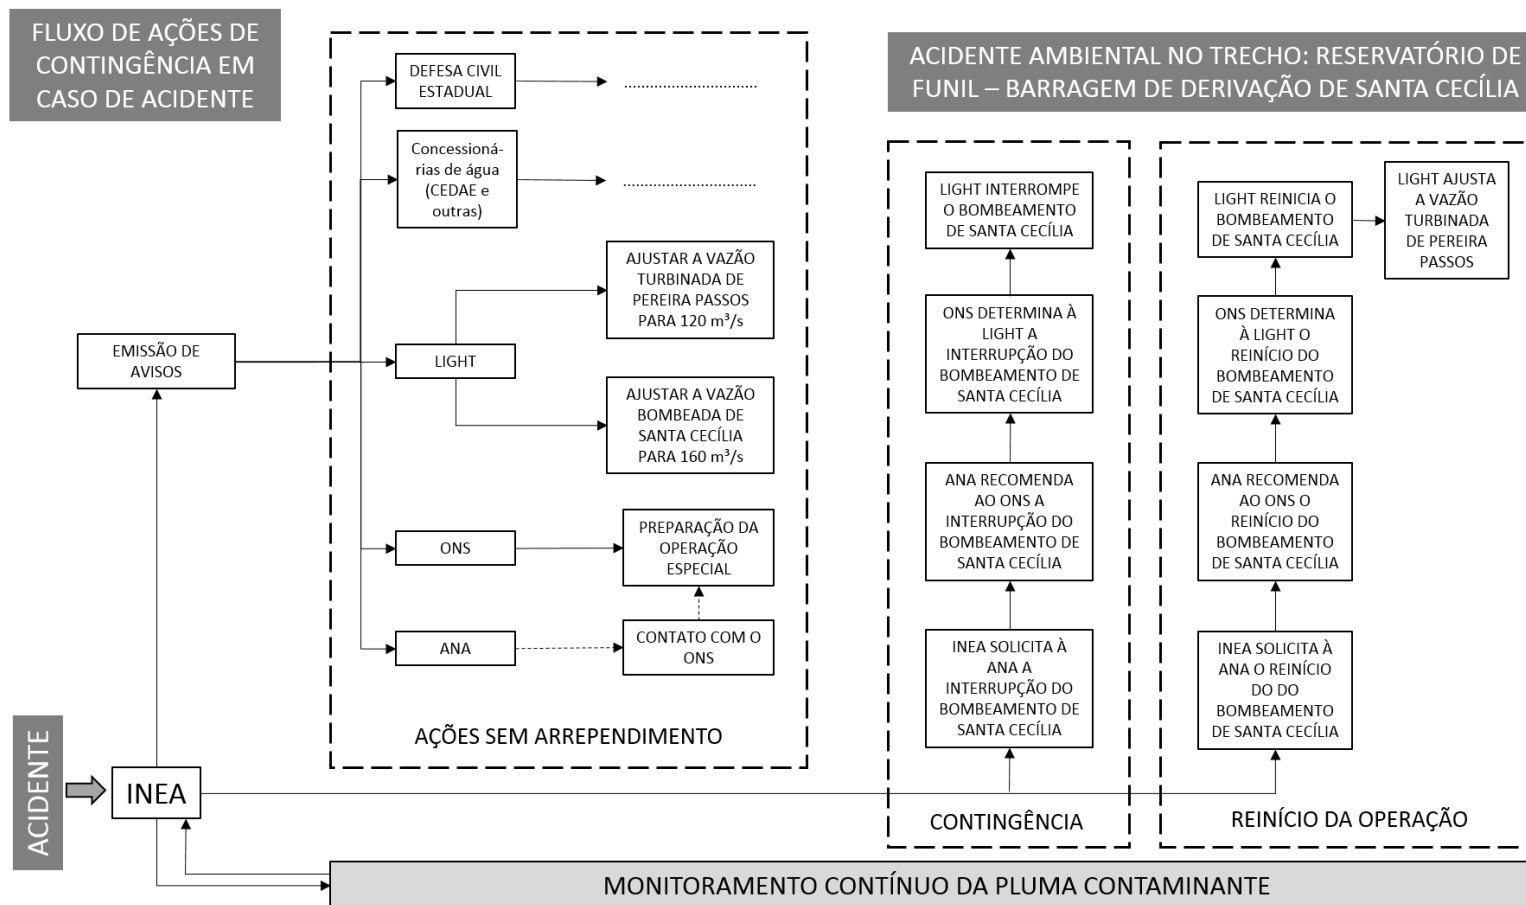 FLUXO DE AÇÕES DE
CONTINGÊNCIA EM
CASO DE ACIDENTE
ACIDENTE AMBIENTAL NO TRECHO: RESERVATÓRIO DE
FUNIL – BARRAGEM DE DERIVAÇÃO DE SANTA CECÍLIA
ACIDENTE
INEA
EMISSÃO DE
AVISOS
DEFESA CIVIL
ESTADUAL
................................
Concessioná-
rias de água
(CEDAE e
outras)
................................
LIGHT
AJUSTAR A VAZÃO
TURBINADA DE
PEREIRA PASSOS
PARA 120 m³/s
AJUSTAR A VAZÃO
BOMBEADA DE
SANTA CECÍLIA
PARA 160 m³/s
ONS
PREPARAÇÃO DA
OPERAÇÃO
ESPECIAL
ANA
CONTATO COM O
ONS
AÇÕES SEM ARREPENDIMENTO
LIGHT INTERROMPE
O BOMBEAMENTO
DE SANTA CECÍLIA
ONS DETERMINA À
LIGHT A
INTERRUPÇÃO DO
BOMBEAMENTO DE
SANTA CECÍLIA
ANA RECOMENDA
AO ONS A
INTERRUPÇÃO DO
BOMBEAMENTO DE
SANTA CECÍLIA
INEA SOLICITA À
ANA A
INTERRUPÇÃO DO
BOMBEAMENTO DE
SANTA CECÍLIA
CONTINGÊNCIA
LIGHT REINICIA O
BOMBEAMENTO
DE SANTA CECÍLIA
LIGHT AJUSTA
A VAZÃO
TURBINADA
DE PEREIRA
PASSOS
ONS DETERMINA
À LIGHT O
REINÍCIO DO
BOMBEAMENTO
DE SANTA CECÍLIA
ANA RECOMENDA
AO ONS O
REINÍCIO DO
BOMBEAMENTO
DE SANTA CECÍLIA
INEA SOLICITA À
ANA O REINÍCIO
DO DO
BOMBEAMENTO
DE SANTA CECÍLIA
REINÍCIO DA OPERAÇÃO
MONITORAMENTO CONTÍNUO DA PLUMA CONTAMINANTE